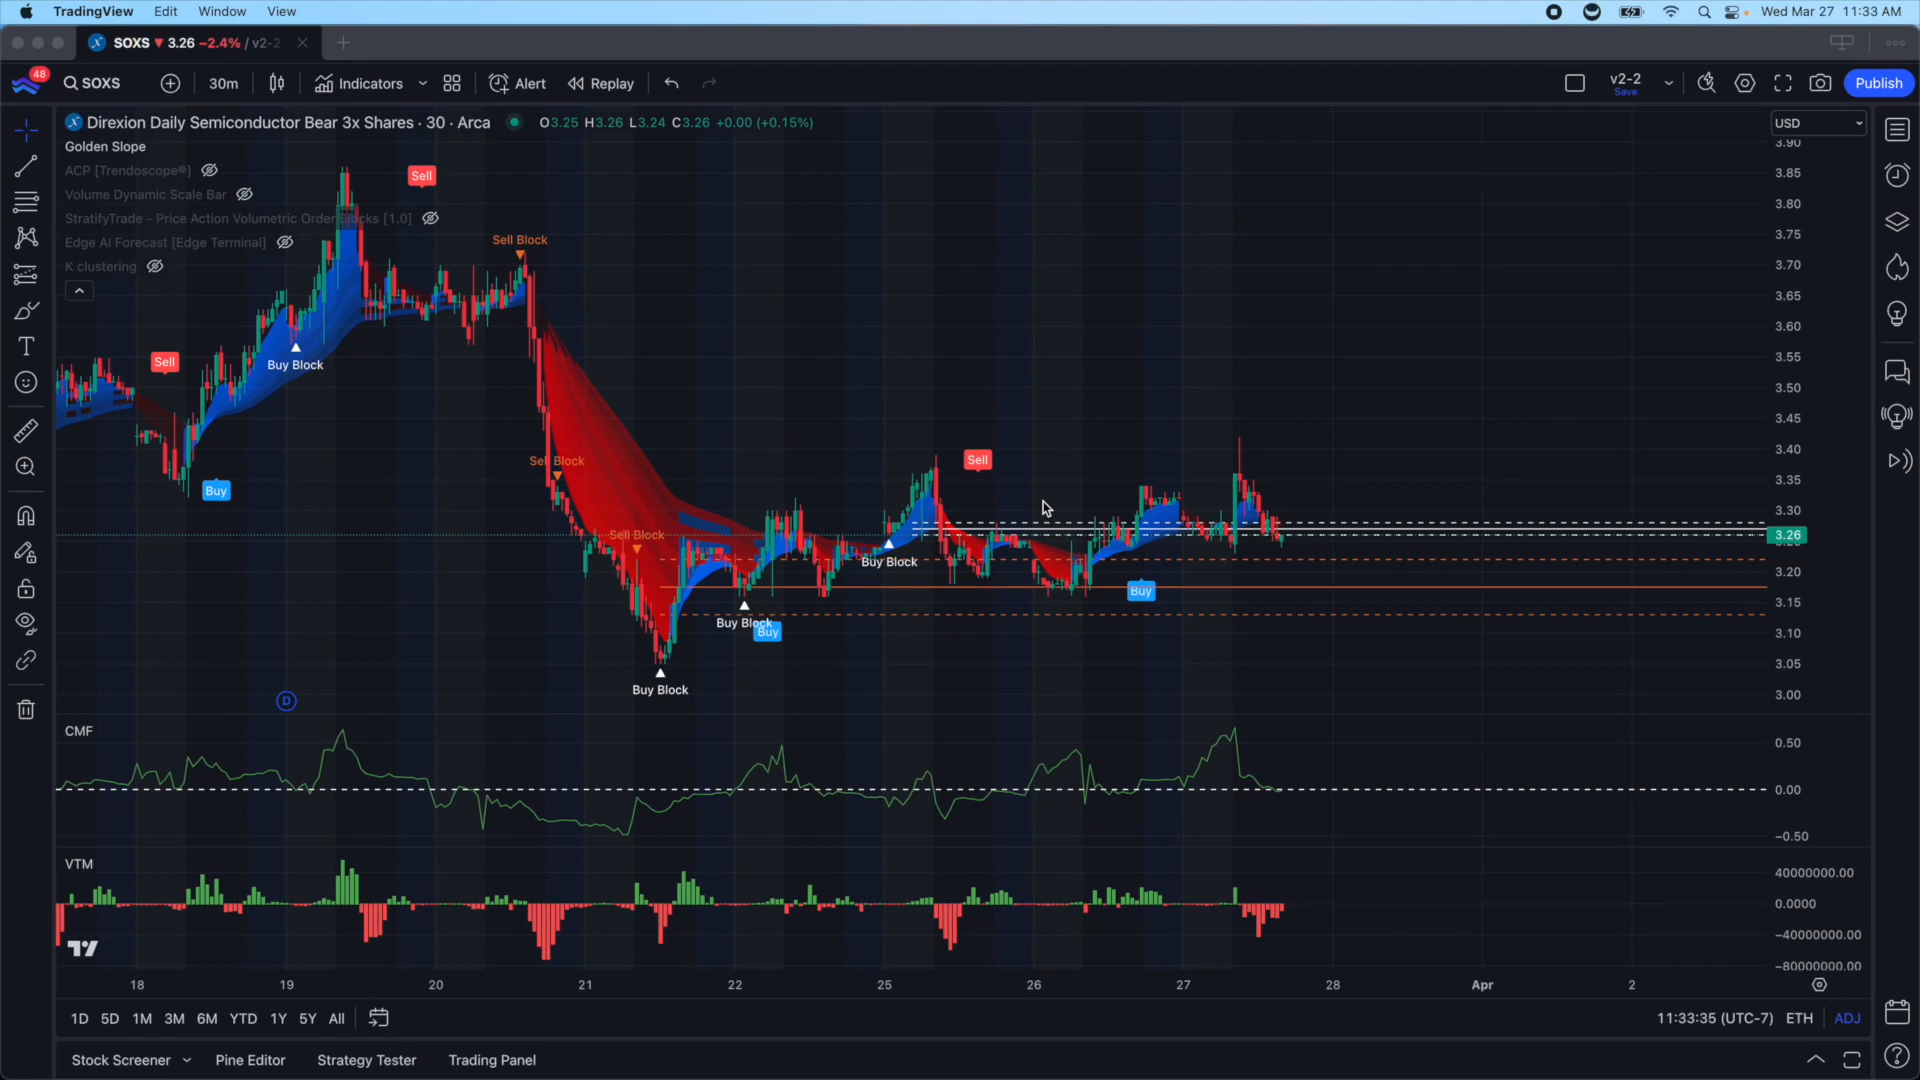 TradingView Edit Window View Wed Mar 27 11:33 AM
SOXS ▼ 3.26 −2.4% / v2-2
48 SOXS 30m Indicators Alert Replay v2-2 Publish
Save
Direxion Daily Semiconductor Bear 3x Shares · 30 · Arca O3.25 H3.26 L3.24 C3.26 +0.00 (+0.15%)
USD
Golden Slope
ACP [Trendoscope®]
Volume Dynamic Scale Bar
StratifyTrade - Price Action Volumetric Order Blocks [1.0]
Edge AI Forecast [Edge Terminal]
K clustering
Sell
Sell Block
Sell
Buy Block
Buy
Sell Block
Sell Block
Sell
Buy Block
Buy Block
Buy
Buy Block
Buy
D
3.90
3.85
3.80
3.75
3.70
3.65
3.60
3.55
3.50
3.45
3.40
3.35
3.30
3.26
3.20
3.15
3.10
3.05
3.00
CMF
0.50
0.00
−0.50
VTM
40000000.00
0.0000
−40000000.00
−80000000.00
18 19 20 21 22 25 26 27 28 Apr 2
1D 5D 1M 3M 6M YTD 1Y 5Y All 11:33:35 (UTC-7) ETH ADJ
Stock Screener Pine Editor Strategy Tester Trading Panel